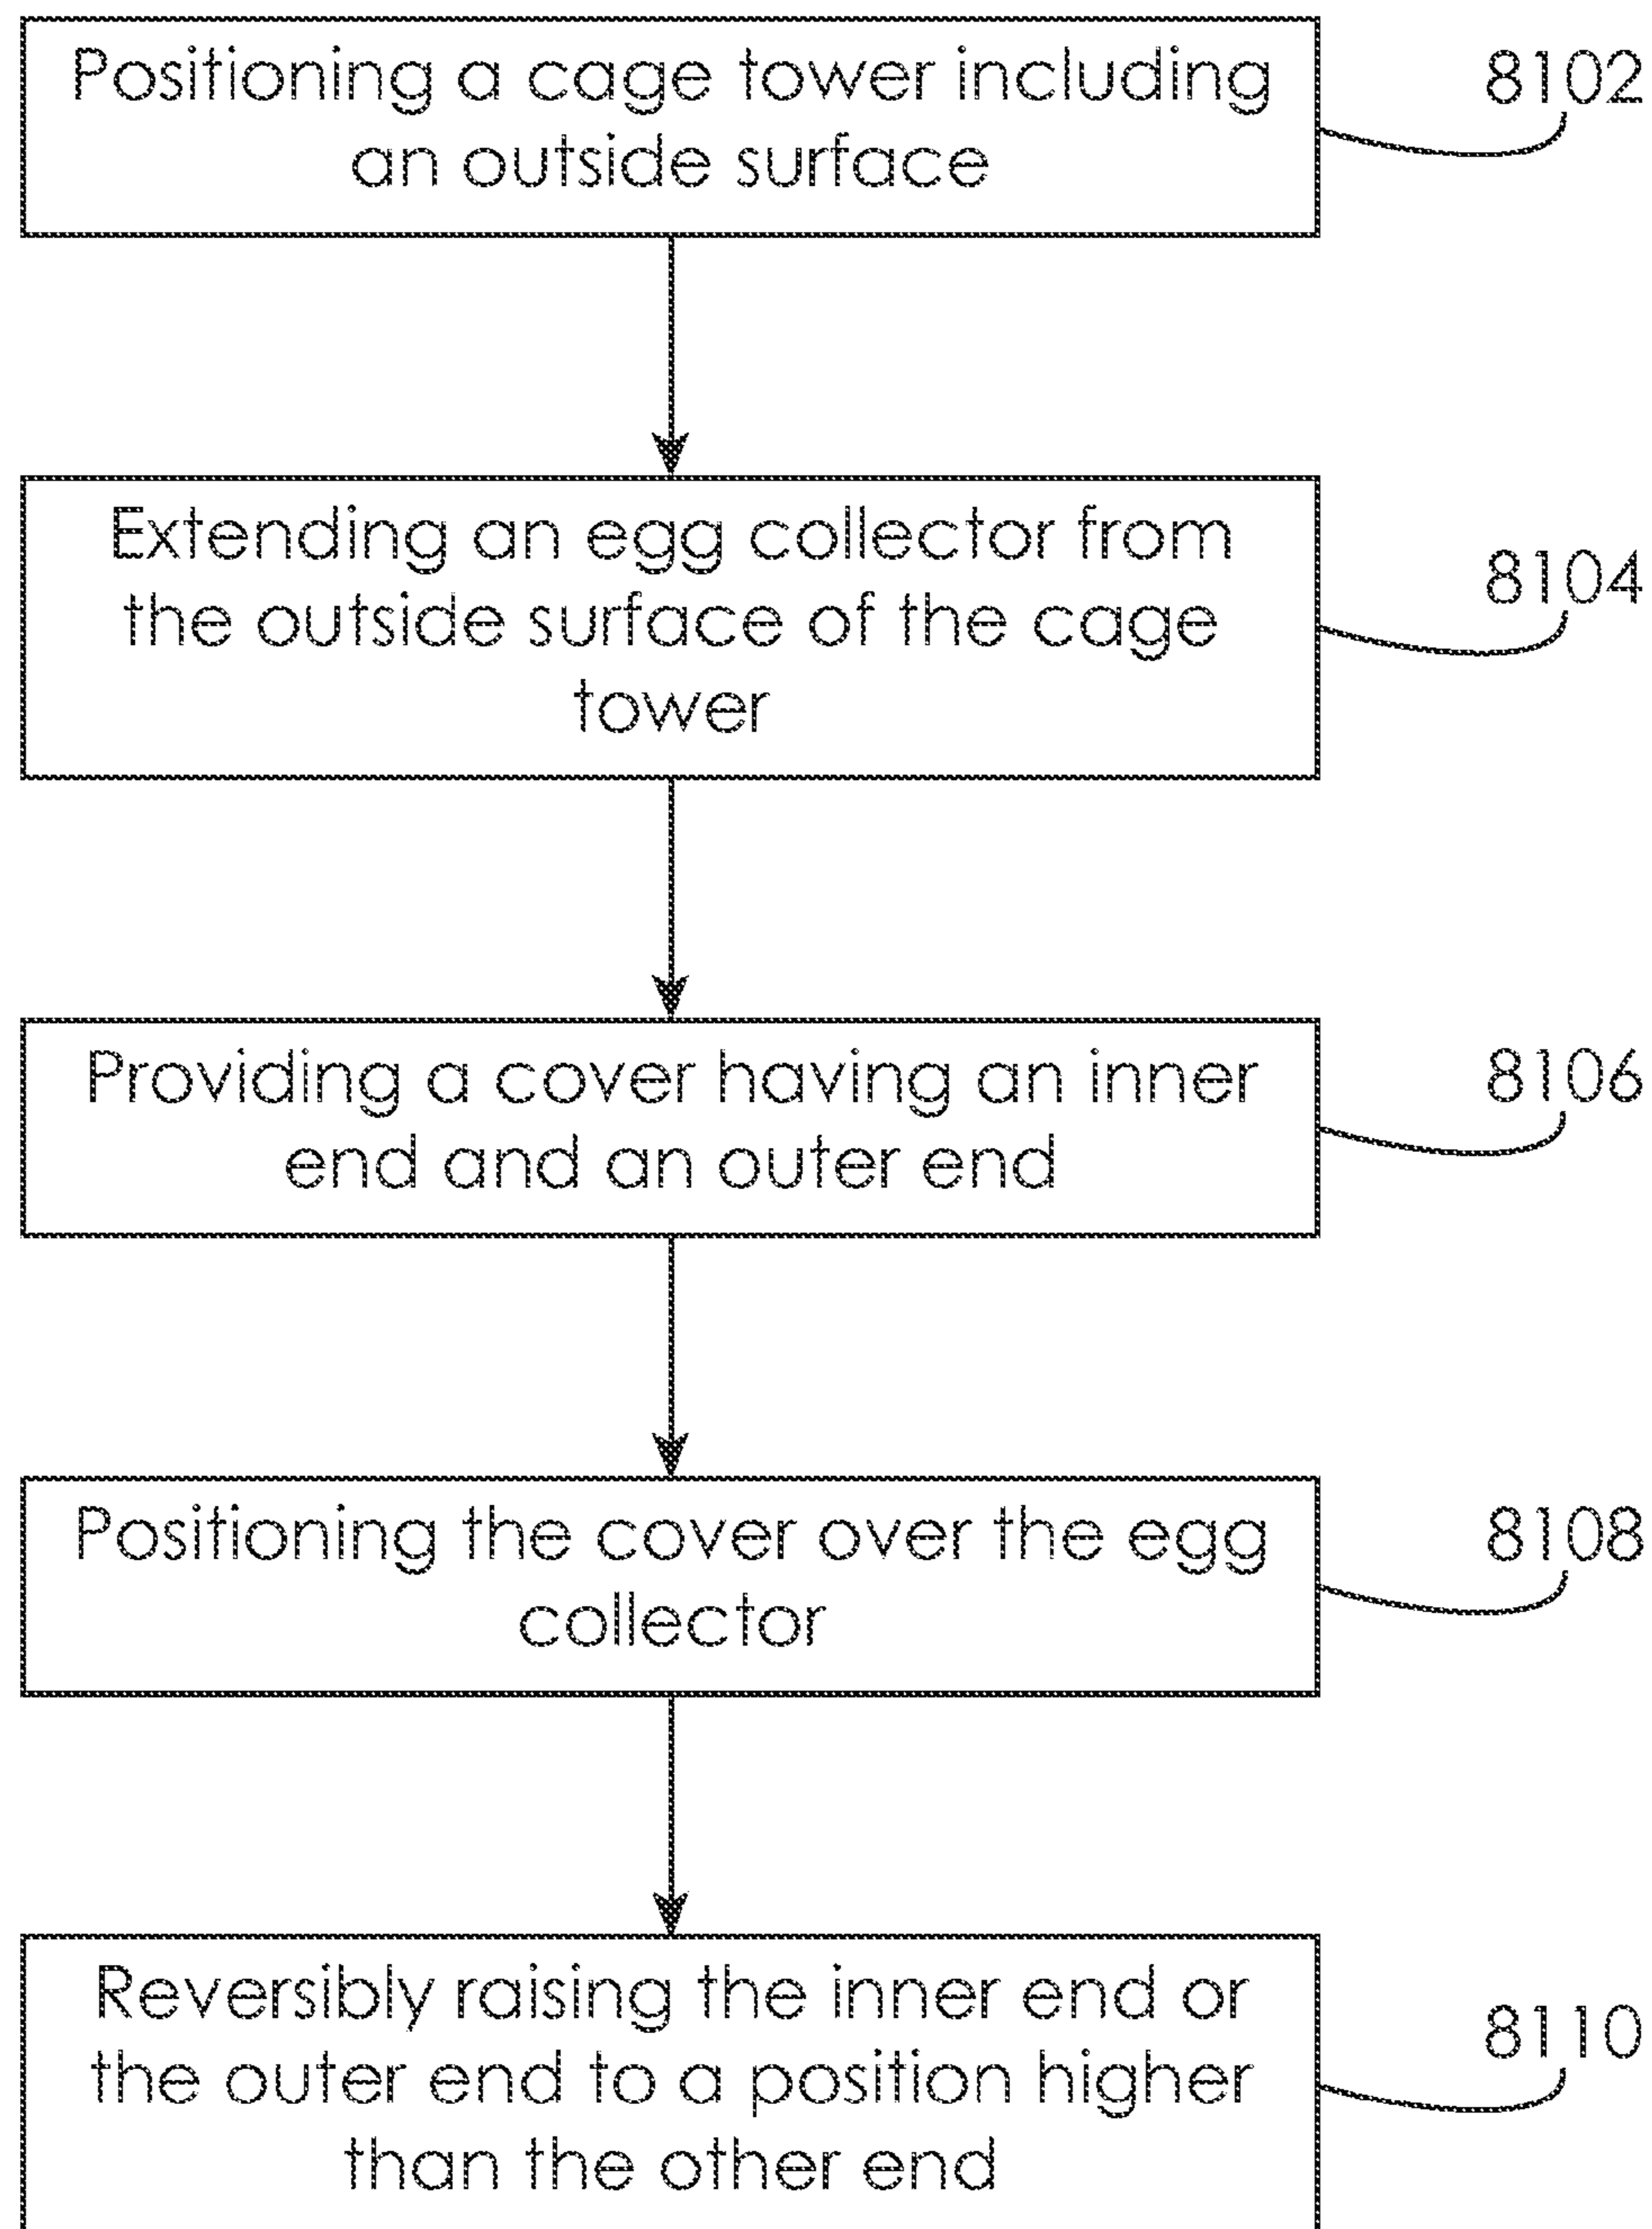 Positioning a cage tower including
an outside surface
8102
Extending an egg collector from
the outside surface of the cage
tower
8104
Providing a cover having an inner
end and an outer end
8106
Positioning the cover over the egg
collector
8108
Reversibly raising the inner end or
the outer end to a position higher
than the other end
8110